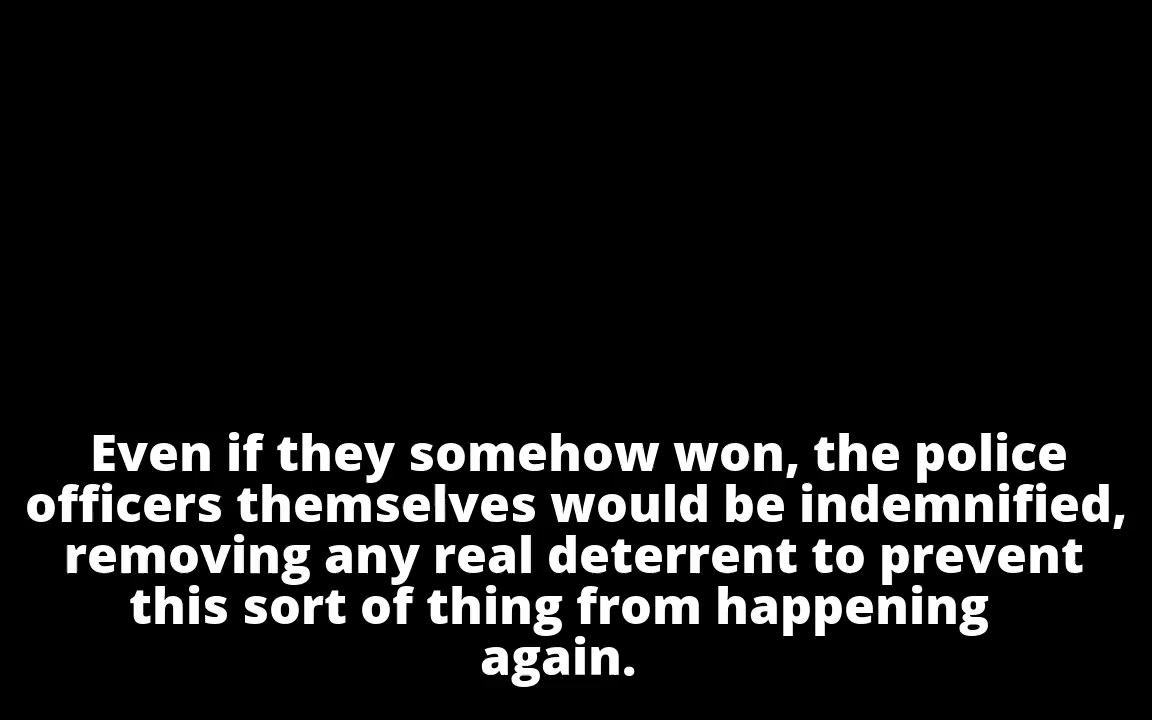 Even if they somehow won, the police
officers themselves would be indemnified,
removing any real deterrent to prevent
this sort of thing from happening
again.